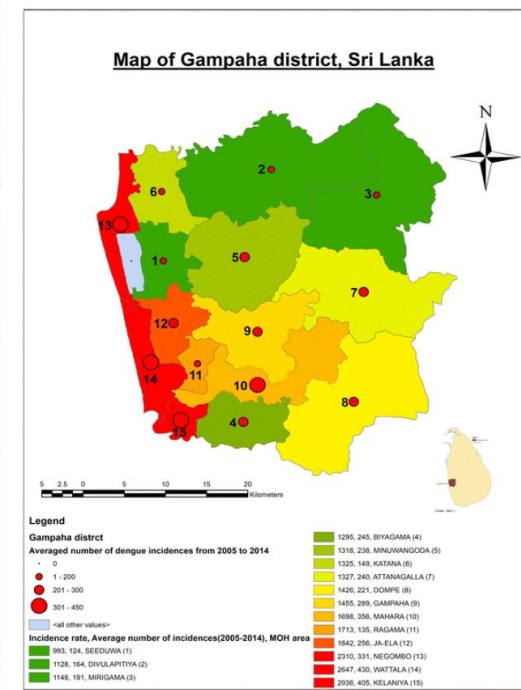 Map of Gampaha district, Sri Lanka
N
2
3
6
13
1
5
7
12
9
14
11
10
8
15
4
5 2.5 0 5 10 15 20
Kilometers
Legend
Gampaha distrct
Averaged number of dengue incidences from 2005 to 2014
0
1 - 200
201 - 300
301 - 450
<all other values>
Incidence rate, Average number of incidences(2005-2014), MOH area
993, 124, SEEDUWA (1)
1128, 164, DIVULAPITIYA (2)
1148, 191, MIRIGAMA (3)
1295, 245, BIYAGAMA (4)
1318, 238, MINUWANGODA (5)
1325, 149, KATANA (6)
1327, 240, ATTANAGALLA (7)
1426, 221, DOMPE (8)
1455, 289, GAMPAHA (9)
1698, 356, MAHARA (10)
1713, 135, RAGAMA (11)
1842, 256, JA-ELA (12)
2310, 331, NEGOMBO (13)
2647, 430, WATTALA (14)
2936, 405, KELANIYA (15)